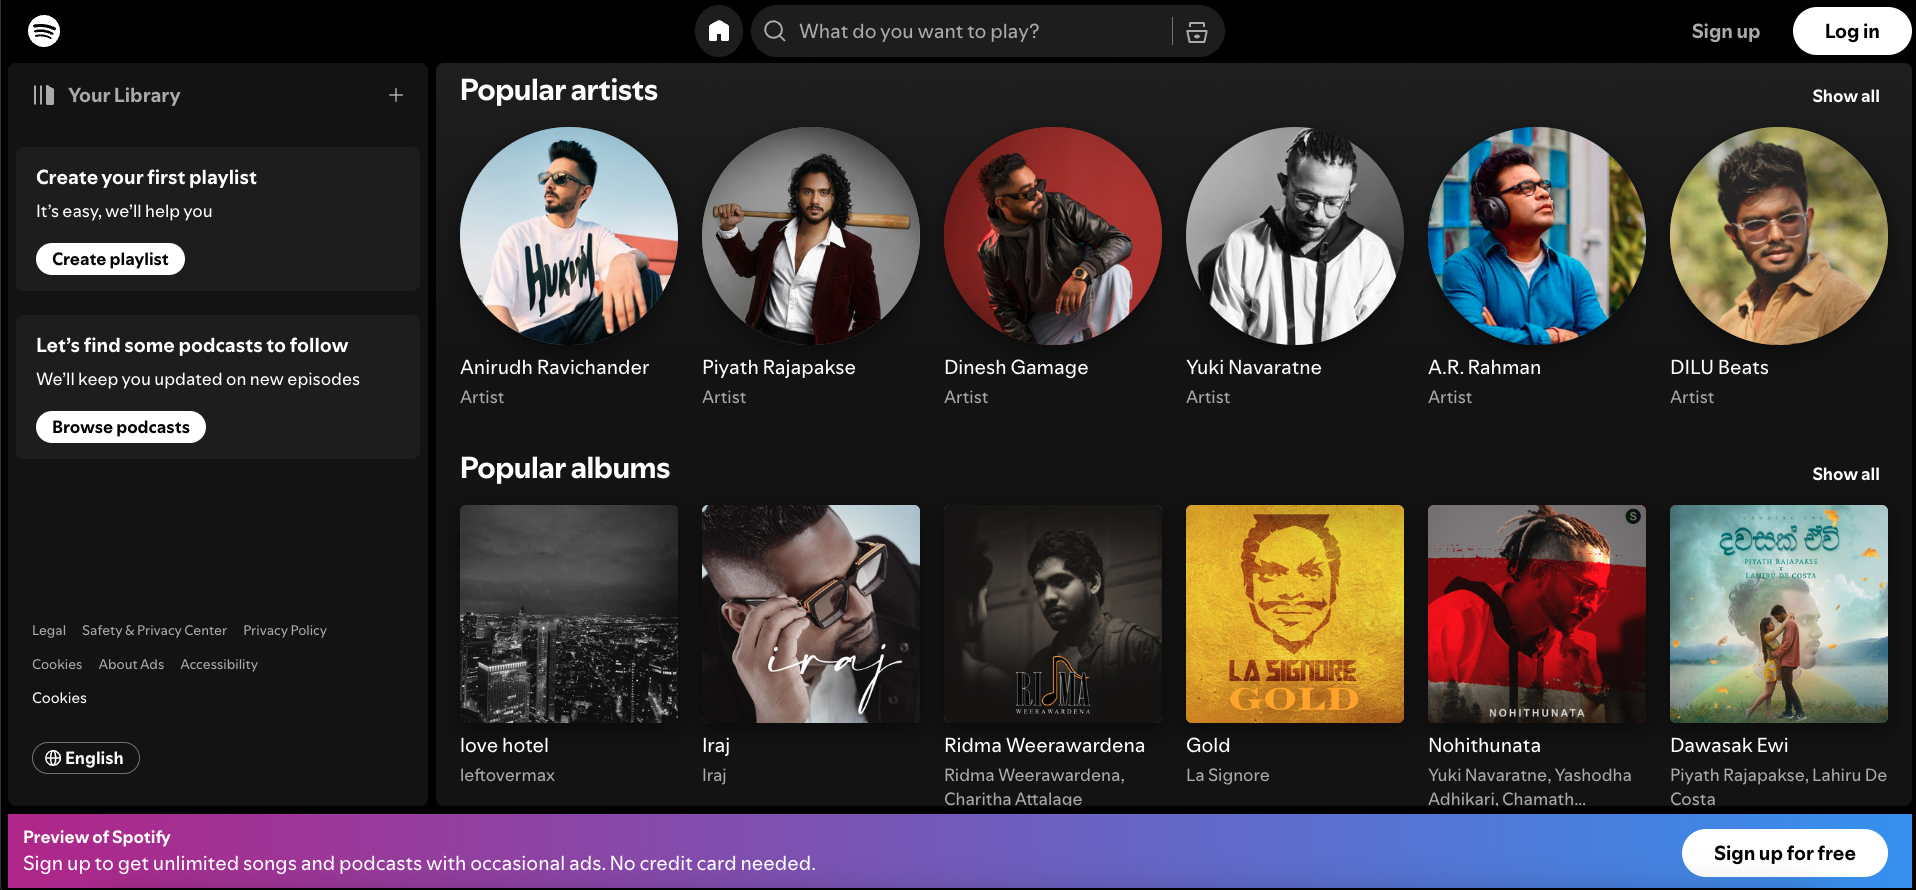 What do you want to play?
Sign up
Log in
Your Library
Create your first playlist
It's easy, we'll help you
Create playlist
Let's find some podcasts to follow
We'll keep you updated on new episodes
Browse podcasts
Legal Safety & Privacy Center Privacy Policy
Cookies About Ads Accessibility
Cookies
English
Popular artists
Show all
HUKUM
Anirudh Ravichander
Artist
Piyath Rajapakse
Artist
Dinesh Gamage
Artist
Yuki Navaratne
Artist
A.R. Rahman
Artist
DILU Beats
Artist
Popular albums
Show all
love hotel
leftovermax
iraj
Iraj
Iraj
RIDMA
WEERAWARDENA
Ridma Weerawardena
Ridma Weerawardena,
Charitha Attalage
LA SIGNORE
GOLD
Gold
La Signore
S
NOHITHUNATA
Nohithunata
Yuki Navaratne, Yashodha
Adhikari, Chamath...
දවසක් ඒවි
PIYATH RAJAPAKSE
X
LAHIRU DE COSTA
Dawasak Ewi
Piyath Rajapakse, Lahiru De
Costa
Preview of Spotify
Sign up to get unlimited songs and podcasts with occasional ads. No credit card needed.
Sign up for free